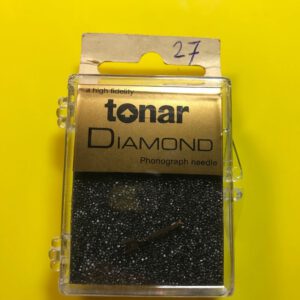 27
a high fidelity
tonar
DIAMOND
Phonograph needle